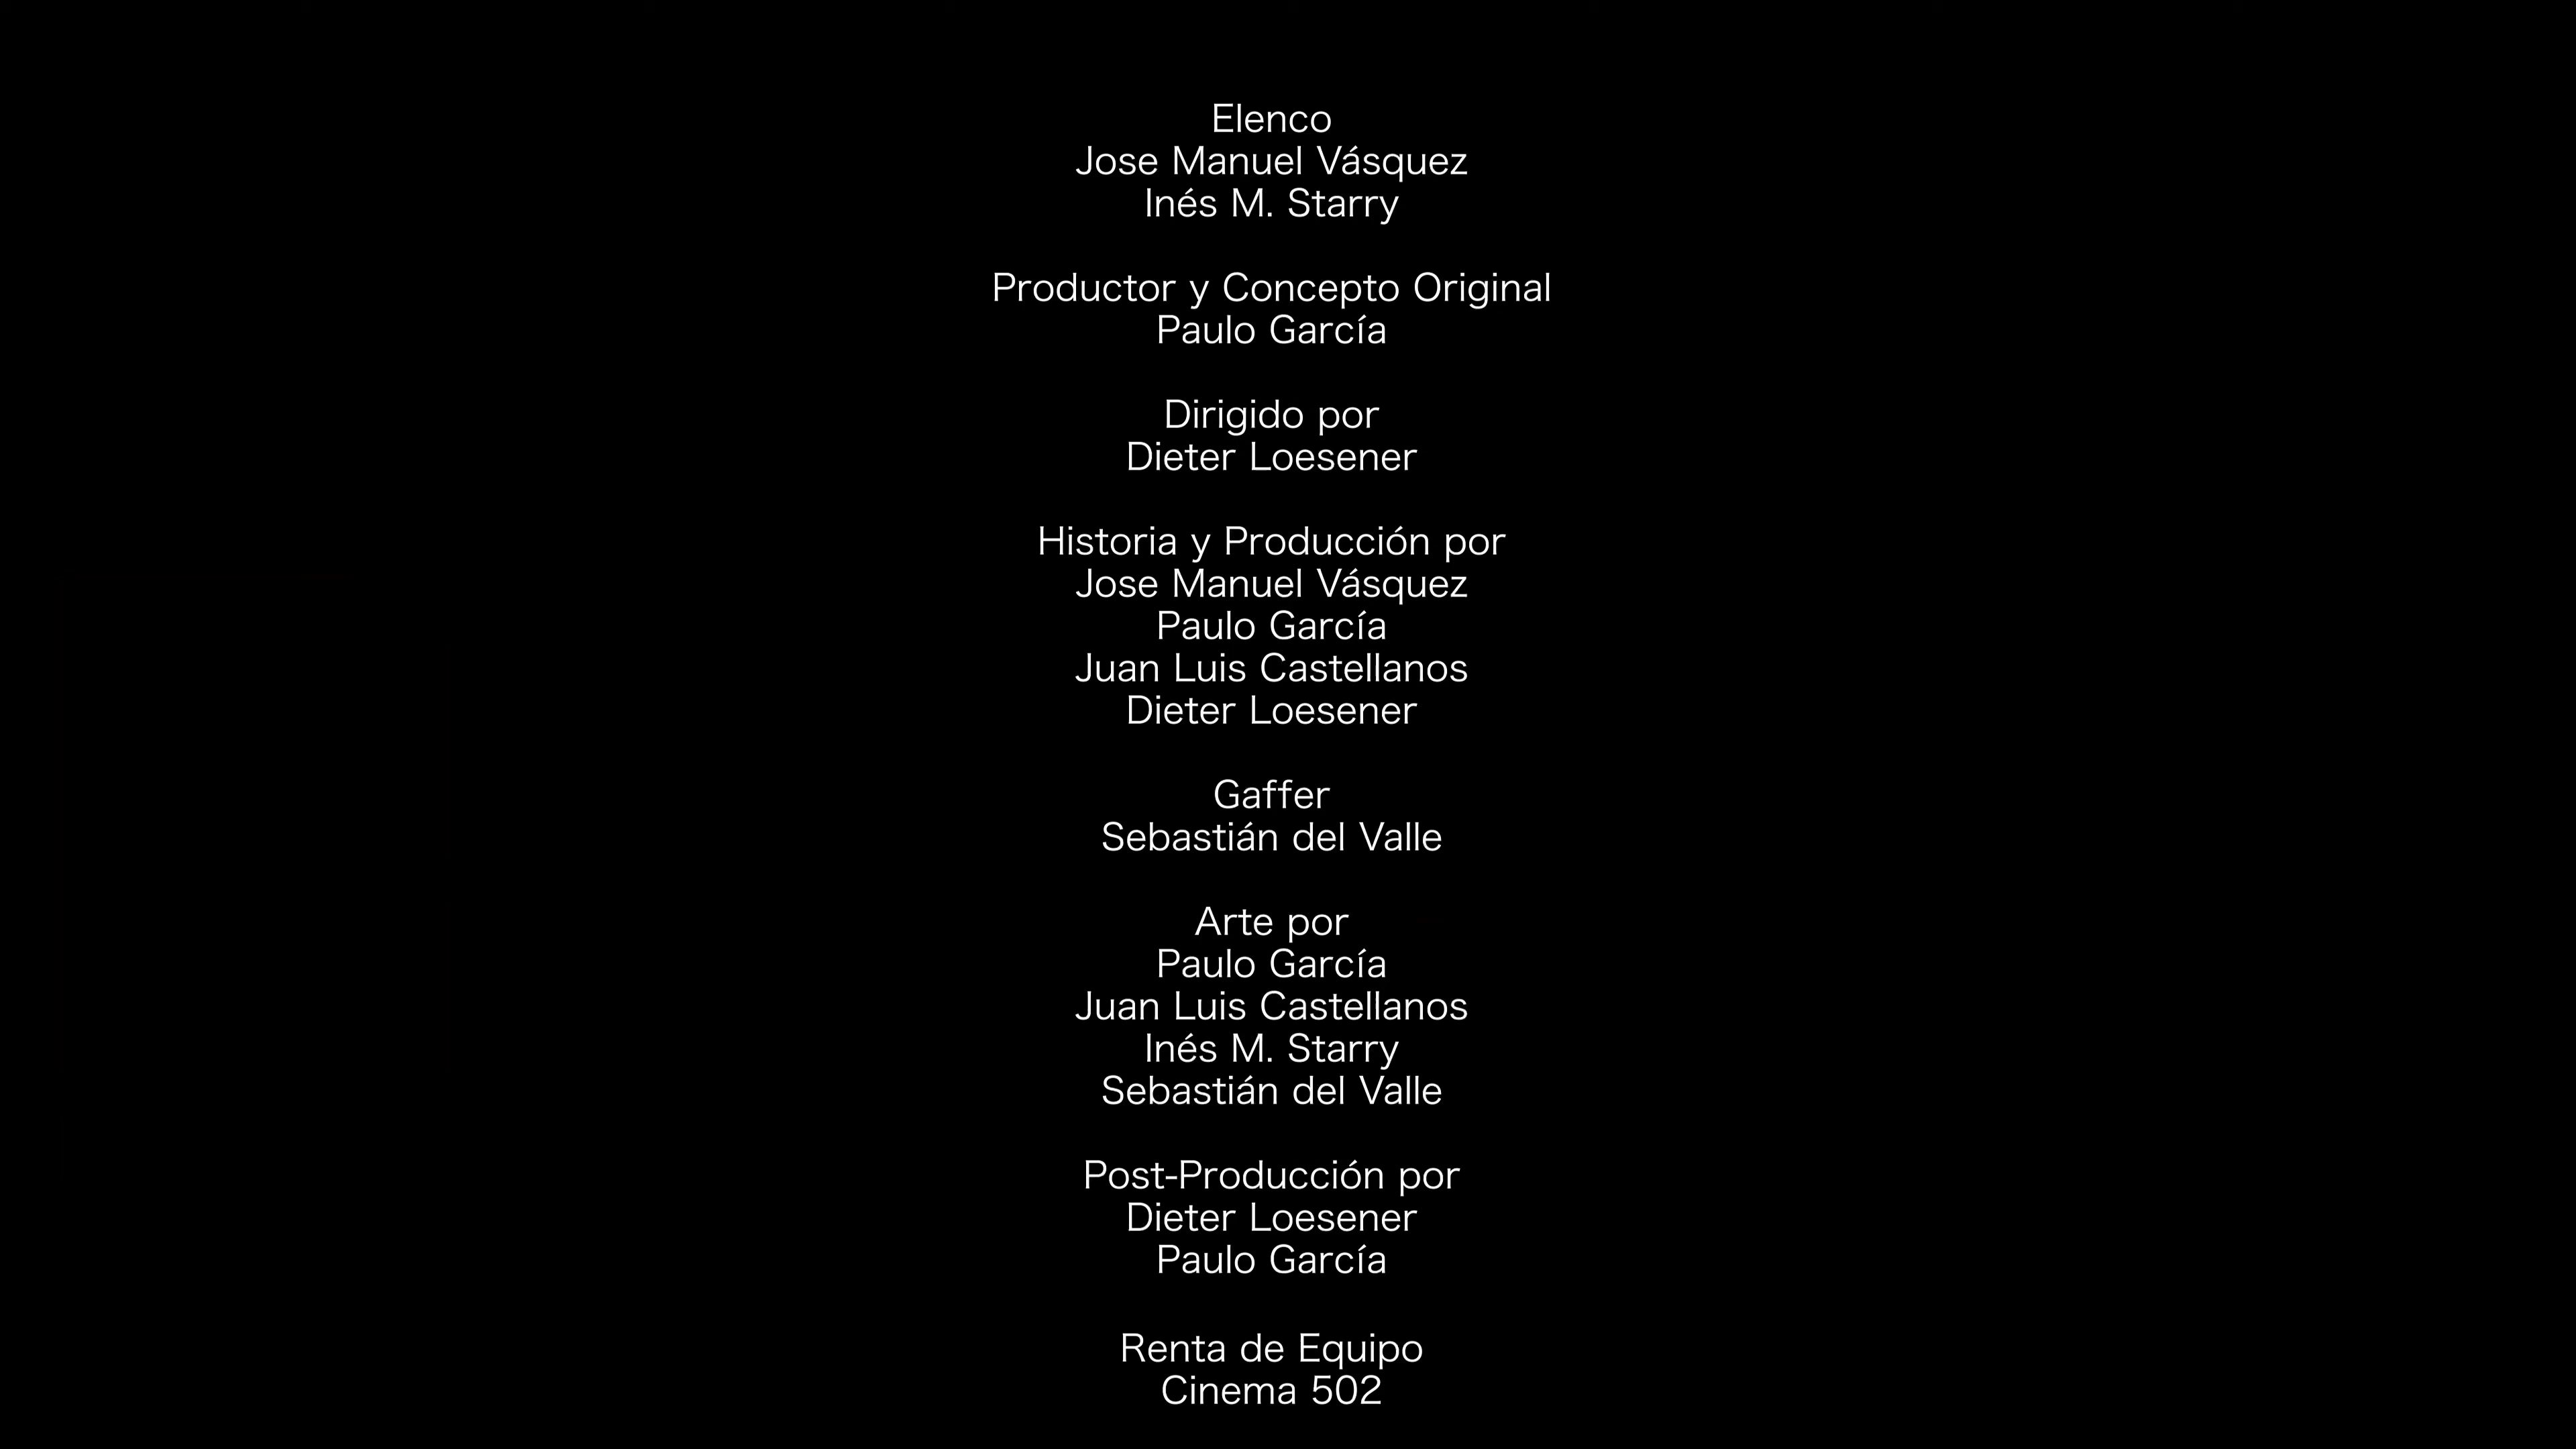 Elenco
Jose Manuel Vásquez
Inés M. Starry
Productor y Concepto Original
Paulo García
Dirigido por
Dieter Loesener
Historia y Producción por
Jose Manuel Vásquez
Paulo García
Juan Luis Castellanos
Dieter Loesener
Gaffer
Sebastián del Valle
Arte por
Paulo García
Juan Luis Castellanos
Inés M. Starry
Sebastián del Valle
Post-Producción por
Dieter Loesener
Paulo García
Renta de Equipo
Cinema 502